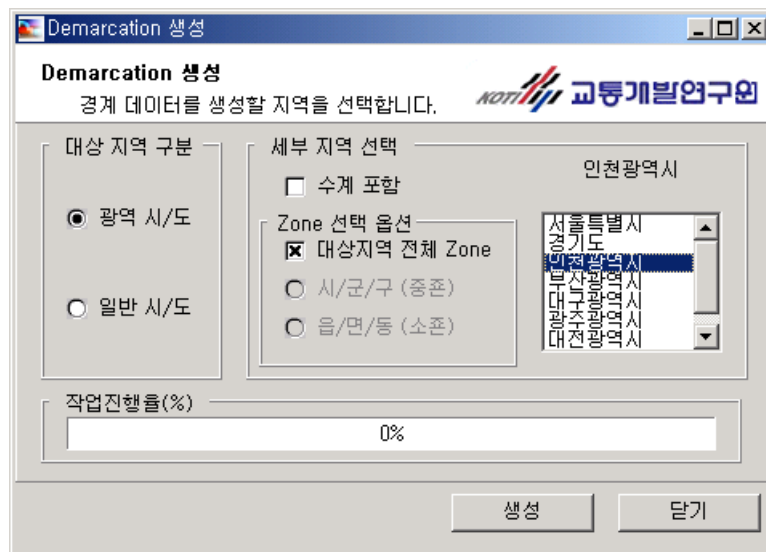 Demarcation 생성
Demarcation 생성
경계 데이터를 생성할 지역을 선택합니다.
KOTI 교통개발연구원
대상 지역 구분
광역 시/도
일반 시/도
세부 지역 선택
수계 포함
Zone 선택 옵션
대상지역 전체 Zone
시/군/구 (중존)
읍/면/동 (소존)
인천광역시
서울특별시
경기도
인천광역시
부산광역시
대구광역시
광주광역시
대전광역시
작업진행율(%)
0%
생성
닫기